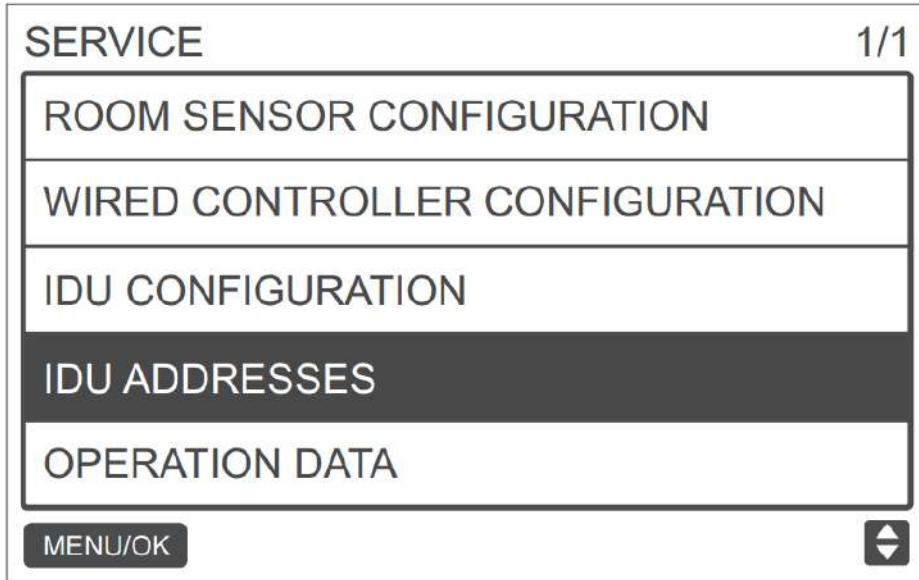 SERVICE 1/1
ROOM SENSOR CONFIGURATION
WIRED CONTROLLER CONFIGURATION
IDU CONFIGURATION
IDU ADDRESSES
OPERATION DATA
MENU/OK